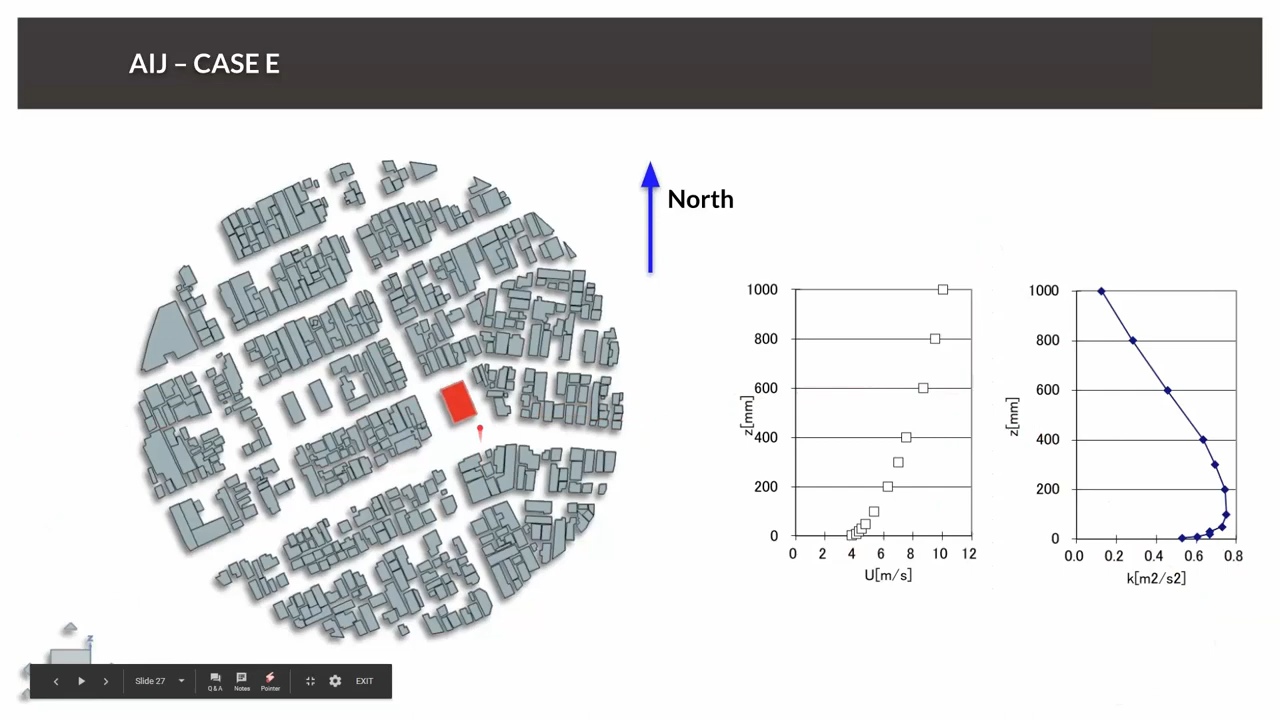 AIJ – CASE E
North
1000
800
600
400
200
0
z[mm]
0 2 4 6 8 10 12
U[m/s]
1000
800
600
400
200
0
z[mm]
0.0 0.2 0.4 0.6 0.8
k[m2/s2]
z
Slide 27
Q & A
Notes
Pointer
EXIT